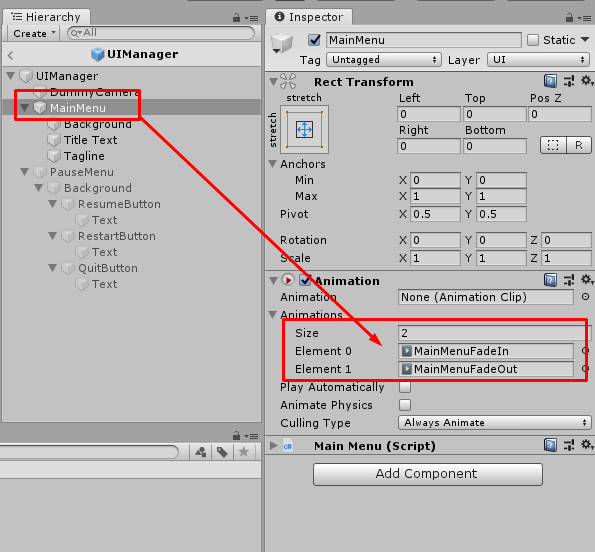 Hierarchy
Create
All
UIManager
UIManager
DummyCamera
MainMenu
Background
Title Text
Tagline
PauseMenu
Background
ResumeButton
Text
RestartButton
Text
QuitButton
Text
Inspector
MainMenu
Static
Tag Untagged Layer UI
Rect Transform
stretch
stretch
Left Top Pos Z
0 0 0
Right Bottom
0 0 R
Anchors
Min X 0 Y 0
Max X 1 Y 1
Pivot X 0.5 Y 0.5
Rotation X 0 Y 0 Z 0
Scale X 1 Y 1 Z 1
Animation
Animation None (Animation Clip)
Animations
Size 2
Element 0 MainMenuFadeIn
Element 1 MainMenuFadeOut
Play Automatically
Animate Physics
Culling Type Always Animate
C# Main Menu (Script)
Add Component